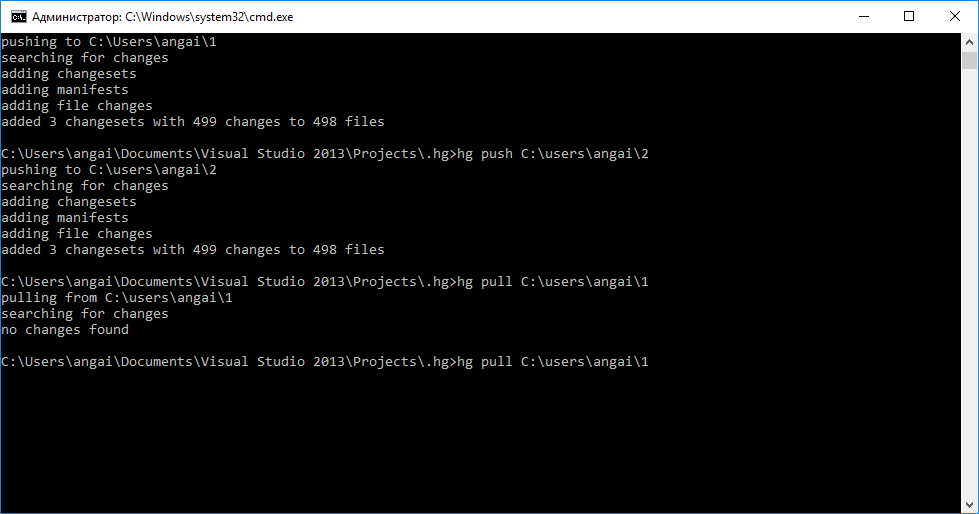 Администратор: C:\Windows\system32\cmd.exe
pushing to C:\Users\angai\1
searching for changes
adding changesets
adding manifests
adding file changes
added 3 changesets with 499 changes to 498 files
C:\Users\angai\Documents\Visual Studio 2013\Projects\.hg>hg push C:\users\angai\2
pushing to C:\users\angai\2
searching for changes
adding changesets
adding manifests
adding file changes
added 3 changesets with 499 changes to 498 files
C:\Users\angai\Documents\Visual Studio 2013\Projects\.hg>hg pull C:\users\angai\1
pulling from C:\users\angai\1
searching for changes
no changes found
C:\Users\angai\Documents\Visual Studio 2013\Projects\.hg>hg pull C:\users\angai\1